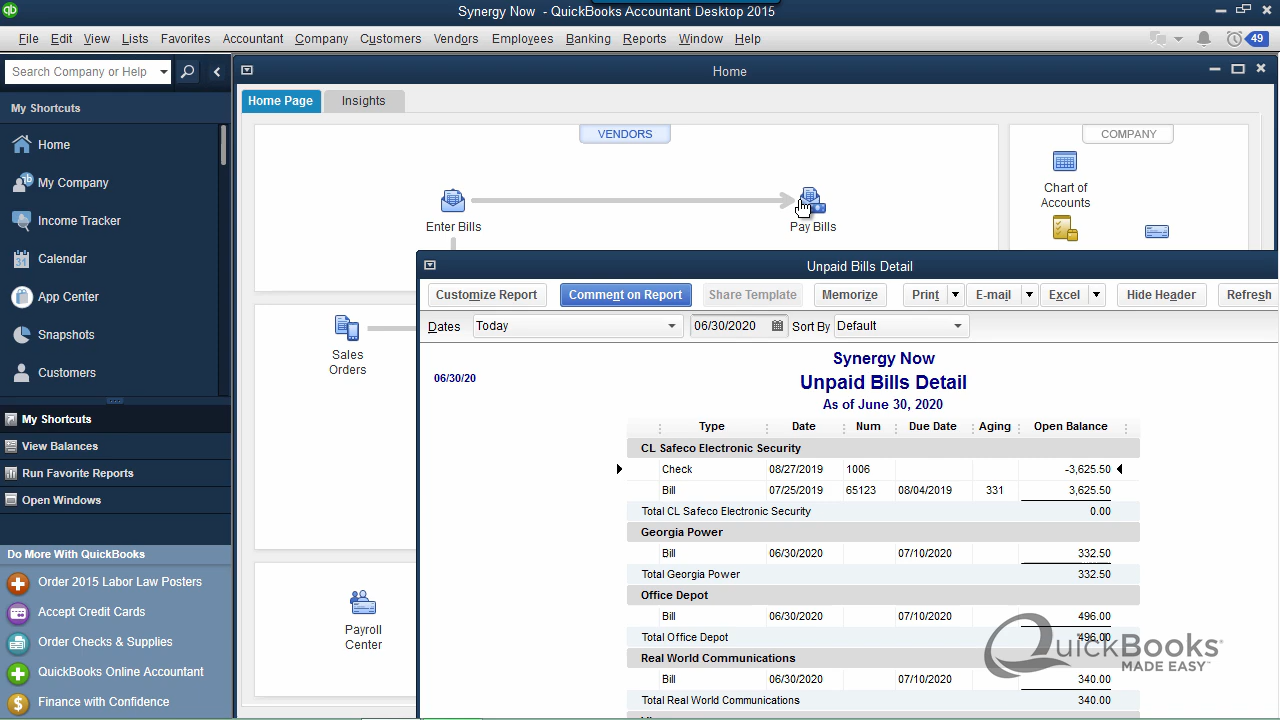 Synergy Now - QuickBooks Accountant Desktop 2015
File Edit View Lists Favorites Accountant Company Customers Vendors Employees Banking Reports Window Help 49
Search Company or Help
Home
Home Page Insights
My Shortcuts
Home
My Company
Income Tracker
Calendar
App Center
Snapshots
Customers
My Shortcuts
View Balances
Run Favorite Reports
Open Windows
Do More With QuickBooks
Order 2015 Labor Law Posters
Accept Credit Cards
Order Checks & Supplies
QuickBooks Online Accountant
Finance with Confidence
VENDORS
Enter Bills
Pay Bills
COMPANY
Chart of
Accounts
Sales
Orders
Payroll
Center
Unpaid Bills Detail
Customize Report Comment on Report Share Template Memorize Print E-mail Excel Hide Header Refresh
Dates Today 06/30/2020 Sort By Default
Synergy Now
06/30/20 Unpaid Bills Detail
As of June 30, 2020
Type Date Num Due Date Aging Open Balance
CL Safeco Electronic Security
Check 08/27/2019 1006 -3,625.50
Bill 07/25/2019 65123 08/04/2019 331 3,625.50
Total CL Safeco Electronic Security 0.00
Georgia Power
Bill 06/30/2020 07/10/2020 332.50
Total Georgia Power 332.50
Office Depot
Bill 06/30/2020 07/10/2020 496.00
Total Office Depot 496.00
Real World Communications
Bill 06/30/2020 07/10/2020 340.00
Total Real World Communications 340.00
QuickBooks
MADE EASY™